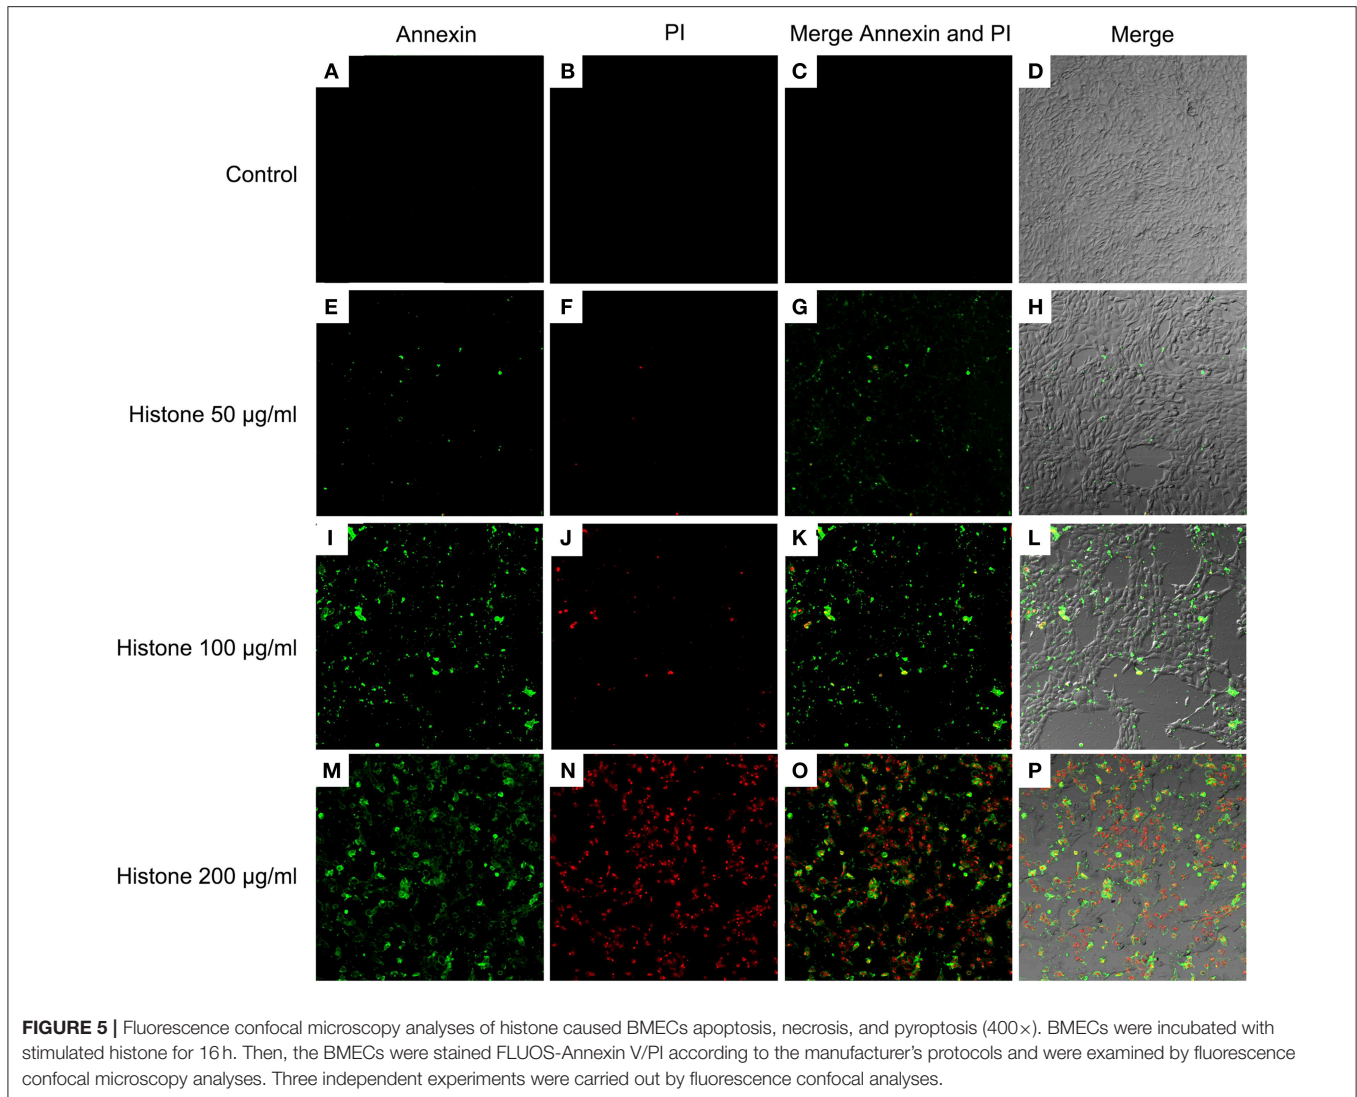 Annexin PI Merge Annexin and PI Merge
A B C D
Control
E F G H
Histone 50 µg/ml
I J K L
Histone 100 µg/ml
M N O P
Histone 200 µg/ml
FIGURE 5 | Fluorescence confocal microscopy analyses of histone caused BMECs apoptosis, necrosis, and pyroptosis (400×). BMECs were incubated with
stimulated histone for 16 h. Then, the BMECs were stained FLUOS-Annexin V/PI according to the manufacturer's protocols and were examined by fluorescence
confocal microscopy analyses. Three independent experiments were carried out by fluorescence confocal analyses.